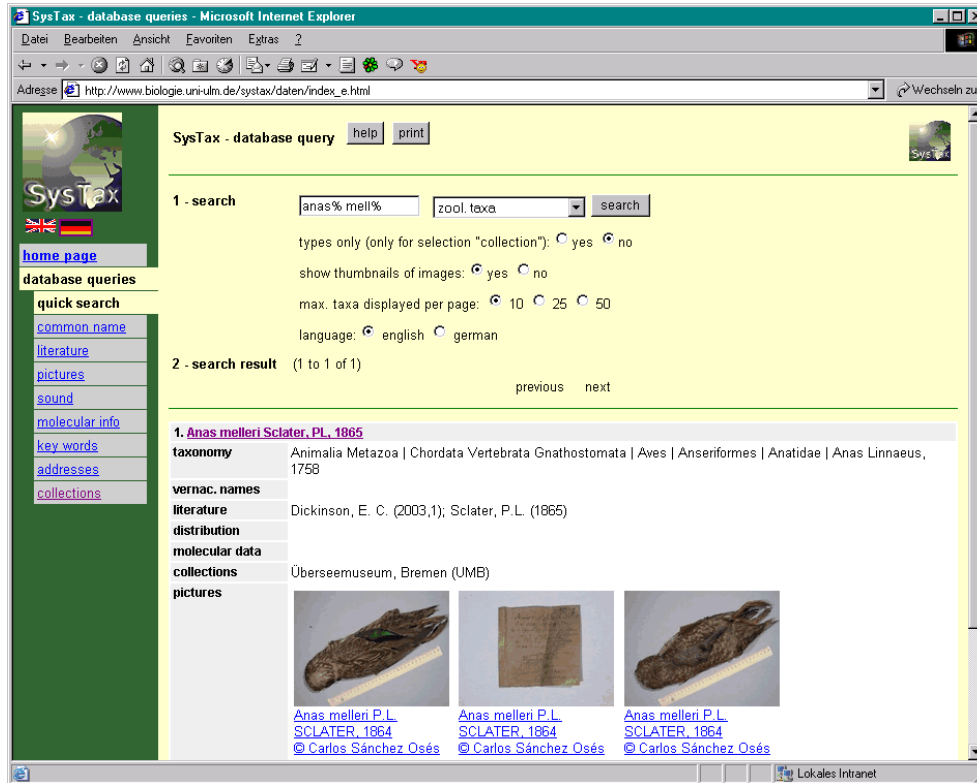 SysTax - database queries - Microsoft Internet Explorer
Datei Bearbeiten Ansicht Favoriten Extras ?
Adresse http://www.biologie.uni-ulm.de/systax/daten/index_e.html Wechseln zu
SysTax
home page
database queries
quick search
common name
literature
pictures
sound
molecular info
key words
addresses
collections
SysTax - database query help print
SysTax
1 - search anas% mell% zool. taxa search
types only (only for selection "collection"): yes no
show thumbnails of images: yes no
max. taxa displayed per page: 10 25 50
language: english german
2 - search result (1 to 1 of 1)
previous next
1. Anas melleri Sclater, PL, 1865
taxonomy Animalia Metazoa | Chordata Vertebrata Gnathostomata | Aves | Anseriformes | Anatidae | Anas Linnaeus,
1758
vernac. names
literature Dickinson, E. C. (2003,1); Sclater, P.L. (1865)
distribution
molecular data
collections Überseemuseum, Bremen (UMB)
pictures
Anas melleri P.L. Anas melleri P.L. Anas melleri P.L.
SCLATER, 1864 SCLATER, 1864 SCLATER, 1864
© Carlos Sánchez Osés © Carlos Sánchez Osés © Carlos Sánchez Osés
Lokales Intranet